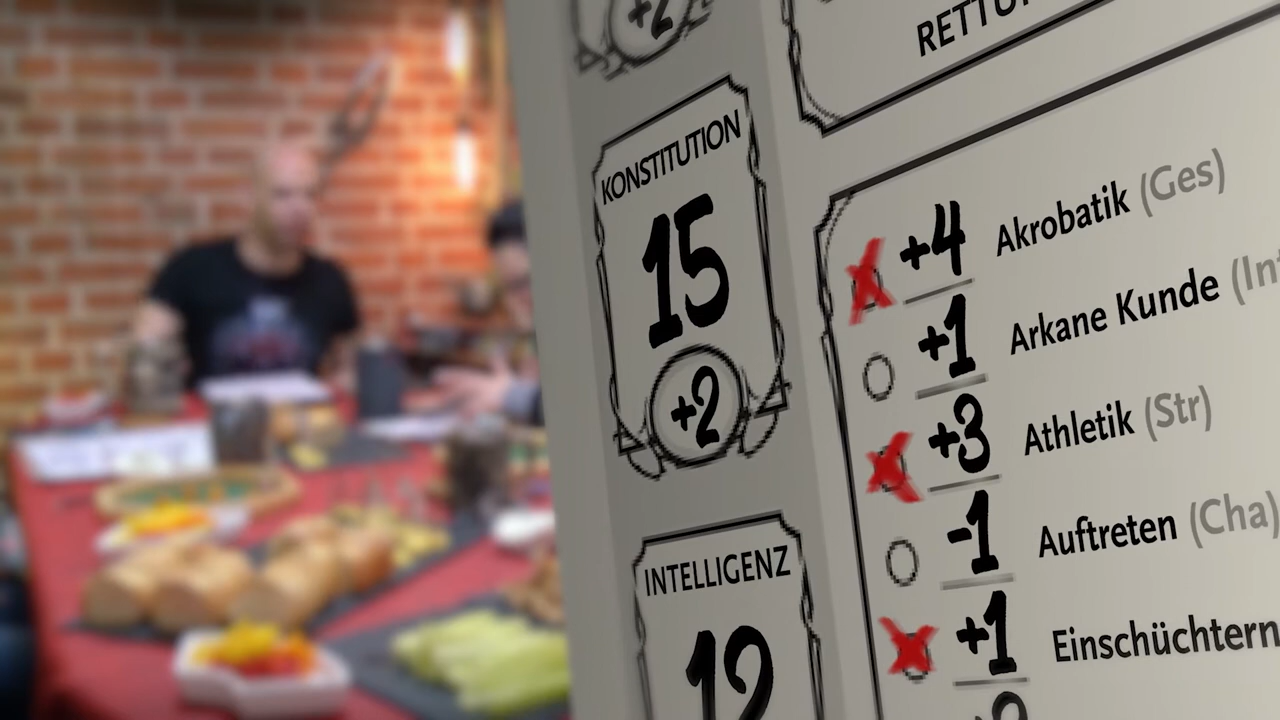 +2
KONSTITUTION
15
+2
INTELLIGENZ
12
+4 Akrobatik (Ges)
+1 Arkane Kunde
+3 Athletik (Str)
-1 Auftreten (Cha)
+1 Einschüchtern